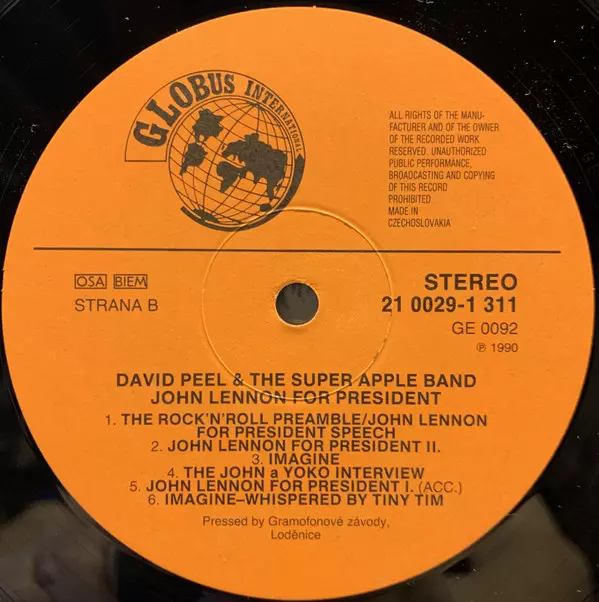 GLOBUS INTERNATIONAL
ALL RIGHTS OF THE MANU-
FACTURER AND OF THE OWNER
OF THE RECORDED WORK
RESERVED. UNAUTHORIZED
PUBLIC PERFORMANCE,
BROADCASTING AND COPYING
OF THIS RECORD
PROHIBITED
MADE IN
CZECHOSLOVAKIA
OSA BIEM
STRANA B
STEREO
21 0029-1 311
GE 0092
℗ 1990
DAVID PEEL & THE SUPER APPLE BAND
JOHN LENNON FOR PRESIDENT
1. THE ROCK'N'ROLL PREAMBLE/JOHN LENNON
FOR PRESIDENT SPEECH
2. JOHN LENNON FOR PRESIDENT II.
3. IMAGINE
4. THE JOHN a YOKO INTERVIEW
5. JOHN LENNON FOR PRESIDENT I. (ACC.)
6. IMAGINE–WHISPERED BY TINY TIM
Pressed by Gramofonové závody,
Loděnice